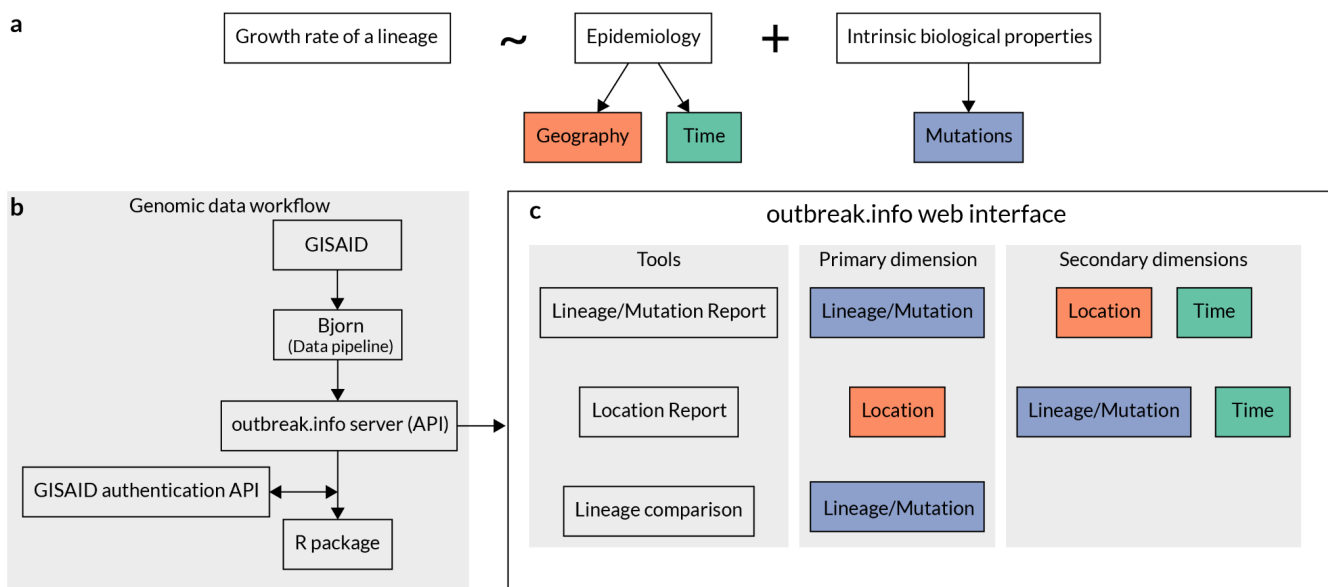 a
Growth rate of a lineage ~ Epidemiology + Intrinsic biological properties
Geography Time Mutations
b
Genomic data workflow
GISAID
Bjorn
(Data pipeline)
outbreak.info server (API)
GISAID authentication API
R package
c
outbreak.info web interface
Tools Primary dimension Secondary dimensions
Lineage/Mutation Report Lineage/Mutation Location Time
Location Report Location Lineage/Mutation Time
Lineage comparison Lineage/Mutation